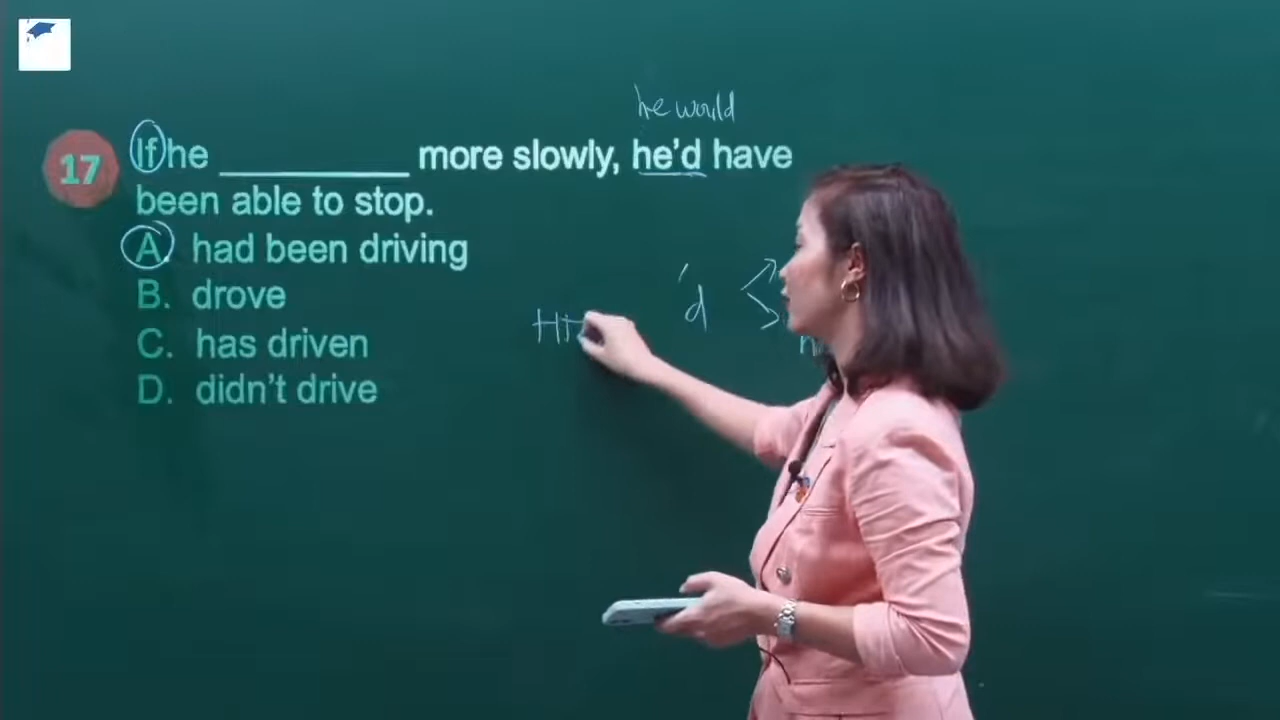 he would
17 If he __________ more slowly, he'd have
been able to stop.
A. had been driving
B. drove
C. has driven
D. didn't drive
'd